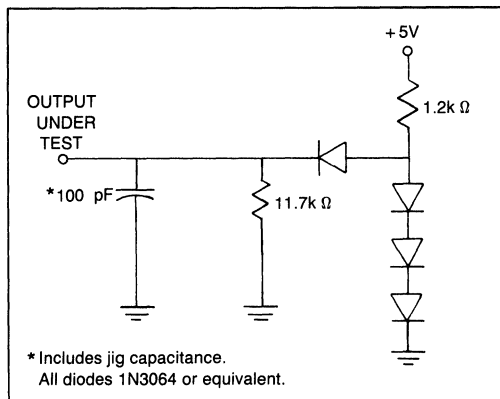 +5V
1.2k Ω
OUTPUT
UNDER
TEST
*100 pF
11.7k Ω
* Includes jig capacitance.
All diodes 1N3064 or equivalent.